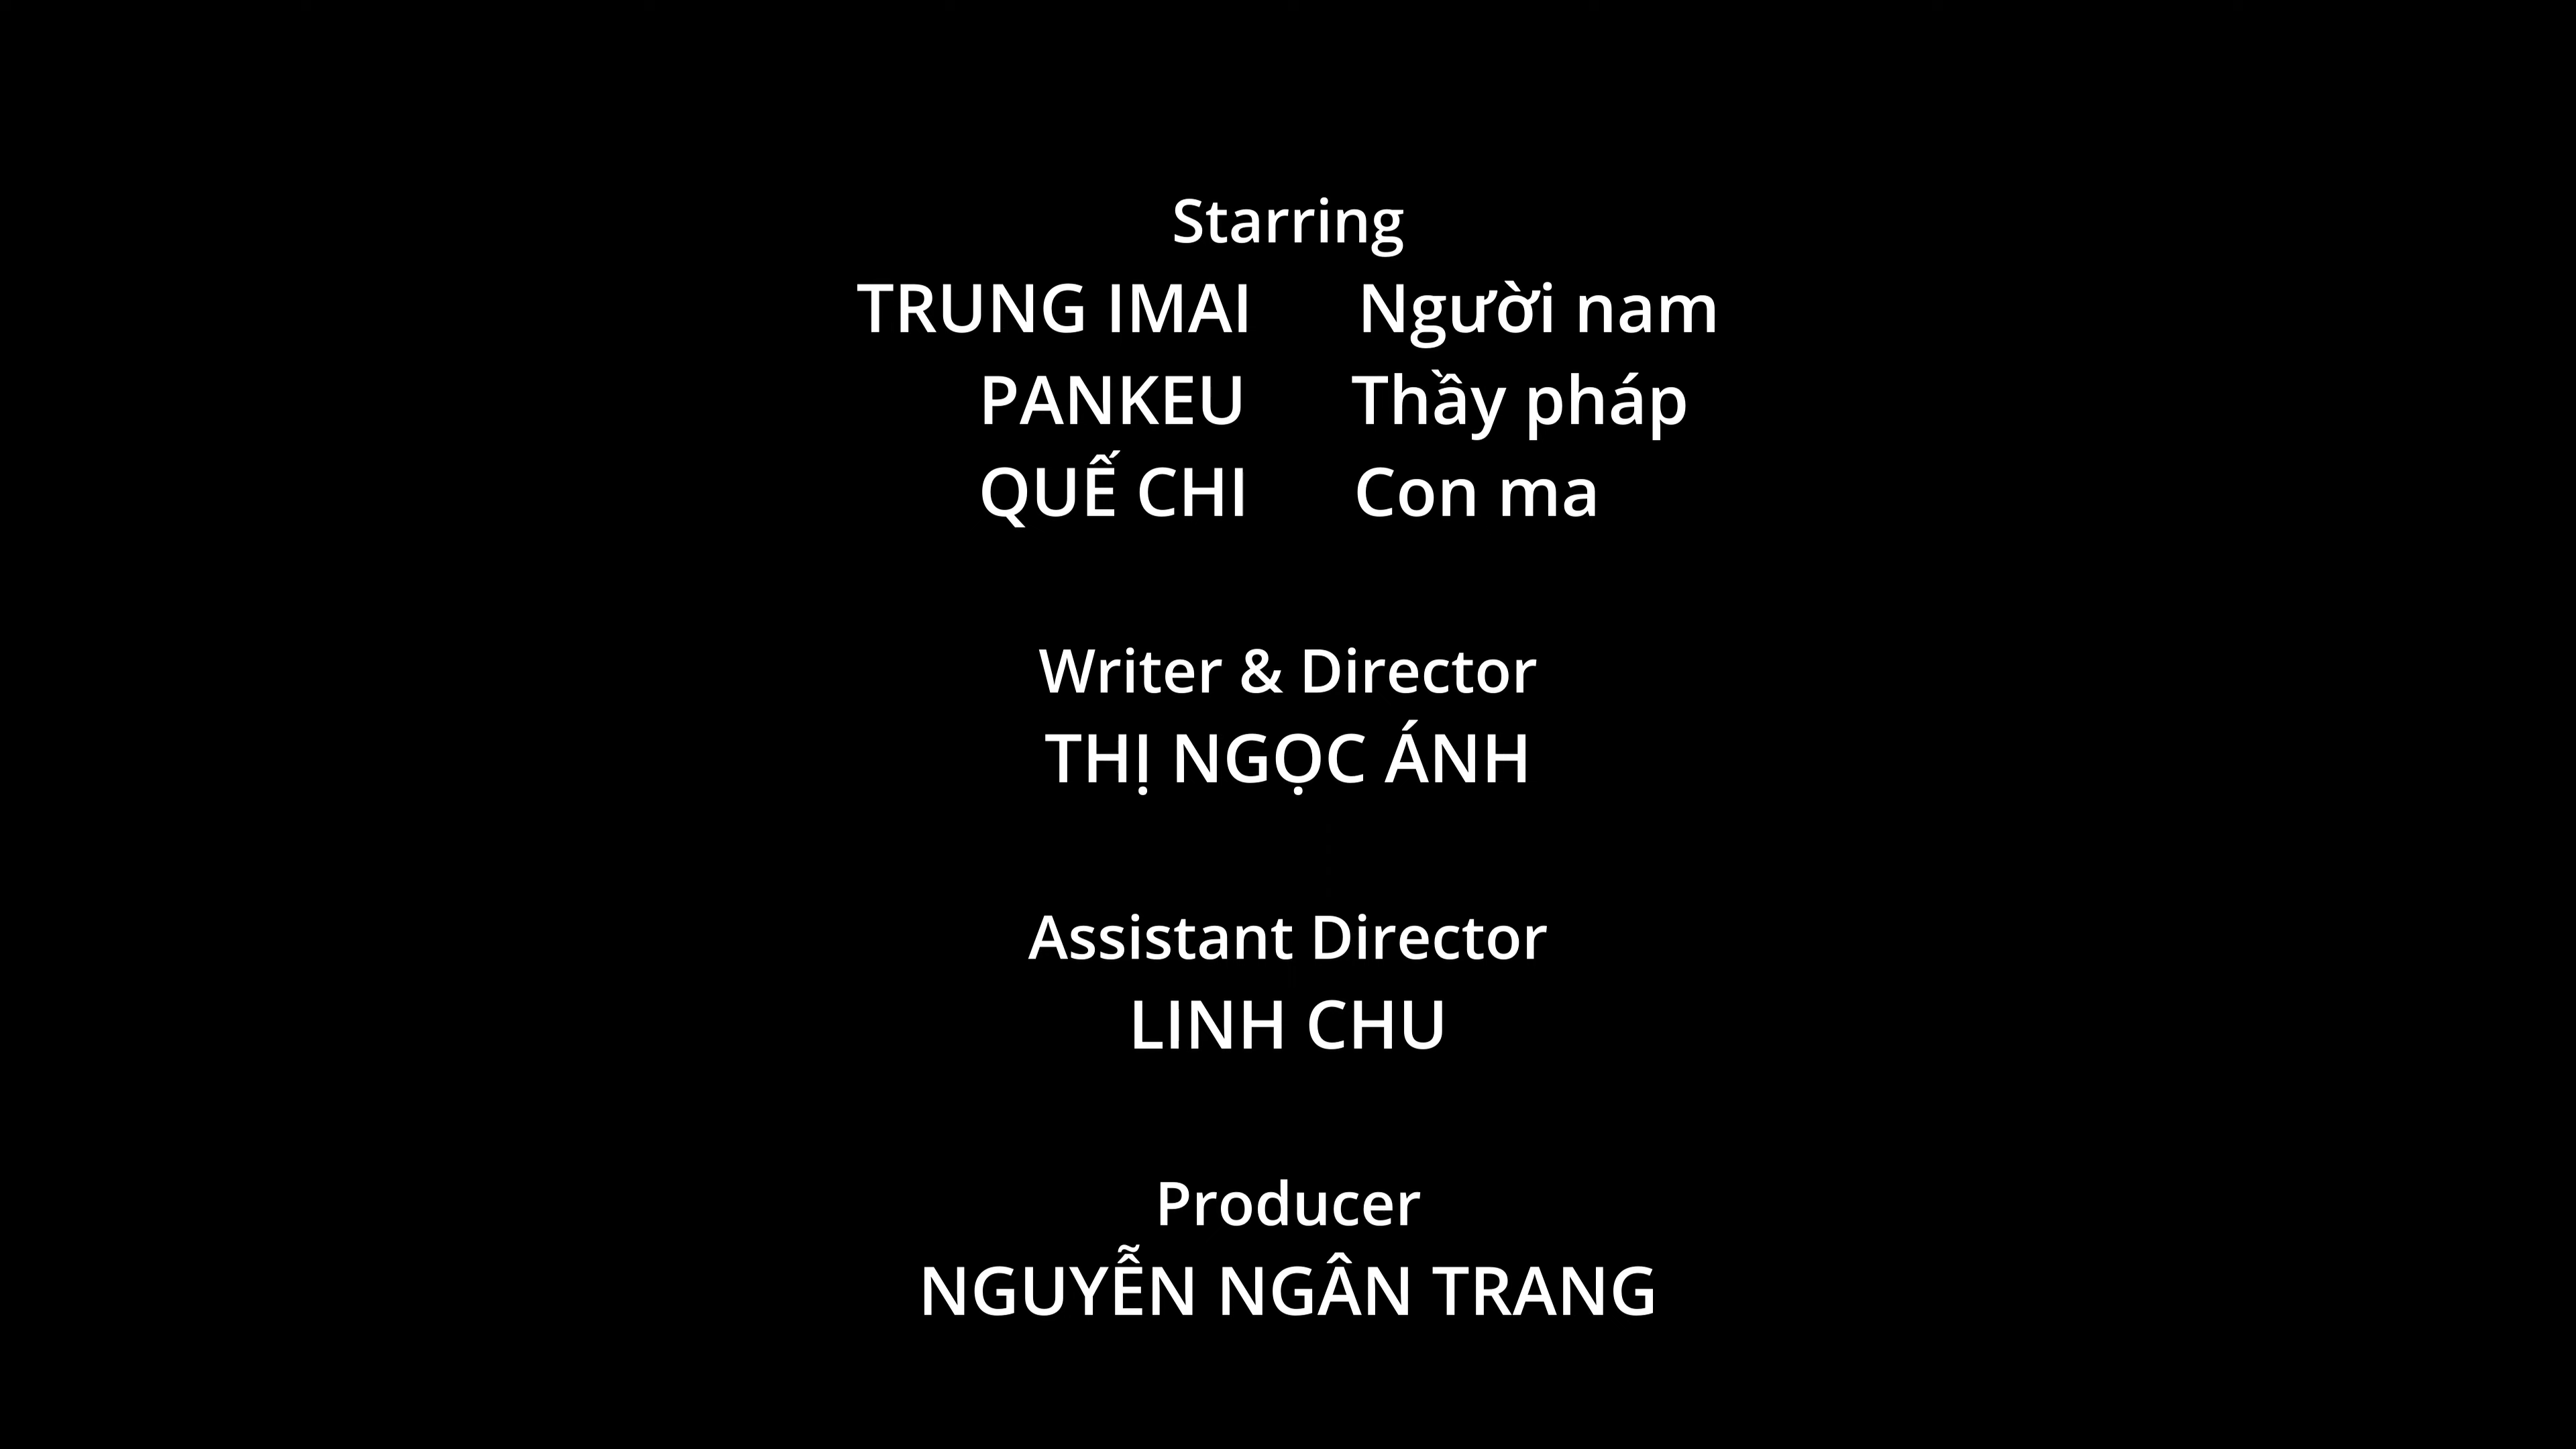 Starring
TRUNG IMAI Người nam
PANKEU Thầy pháp
QUẾ CHI Con ma
Writer & Director
THỊ NGỌC ÁNH
Assistant Director
LINH CHU
Producer
NGUYỄN NGÂN TRANG